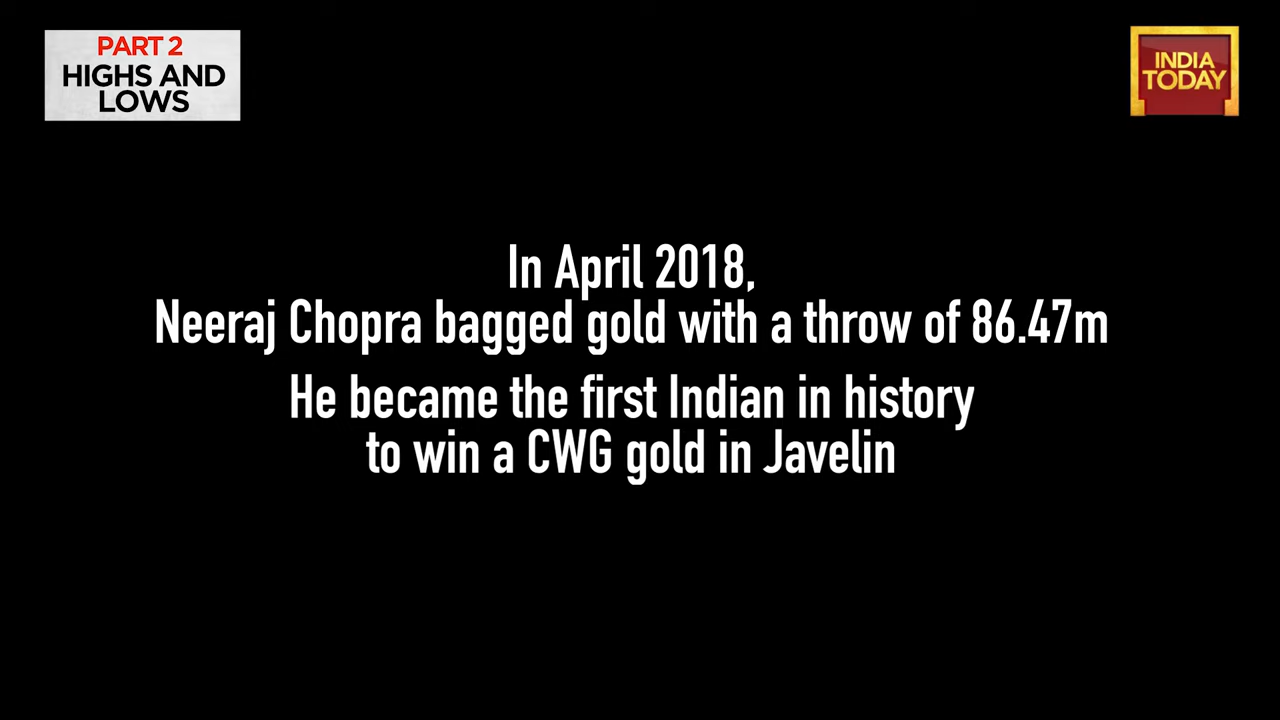 PART 2
HIGHS AND
LOWS
INDIA
TODAY
In April 2018,
Neeraj Chopra bagged gold with a throw of 86.47m
He became the first Indian in history
to win a CWG gold in Javelin